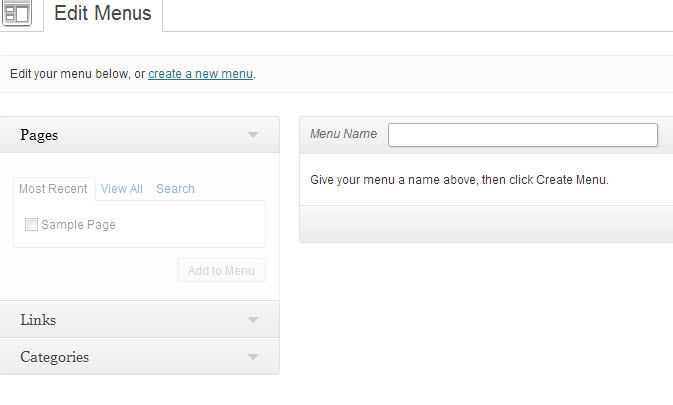 Edit Menus
Edit your menu below, or create a new menu.
Pages
Most Recent View All Search
Sample Page
Add to Menu
Links
Categories
Menu Name
Give your menu a name above, then click Create Menu.